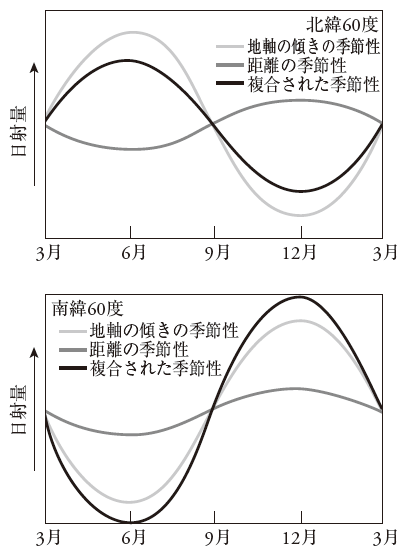 北緯60度
地軸の傾きの季節性
距離の季節性
複合された季節性
日射量
3月 6月 9月 12月 3月
南緯60度
地軸の傾きの季節性
距離の季節性
複合された季節性
日射量
3月 6月 9月 12月 3月